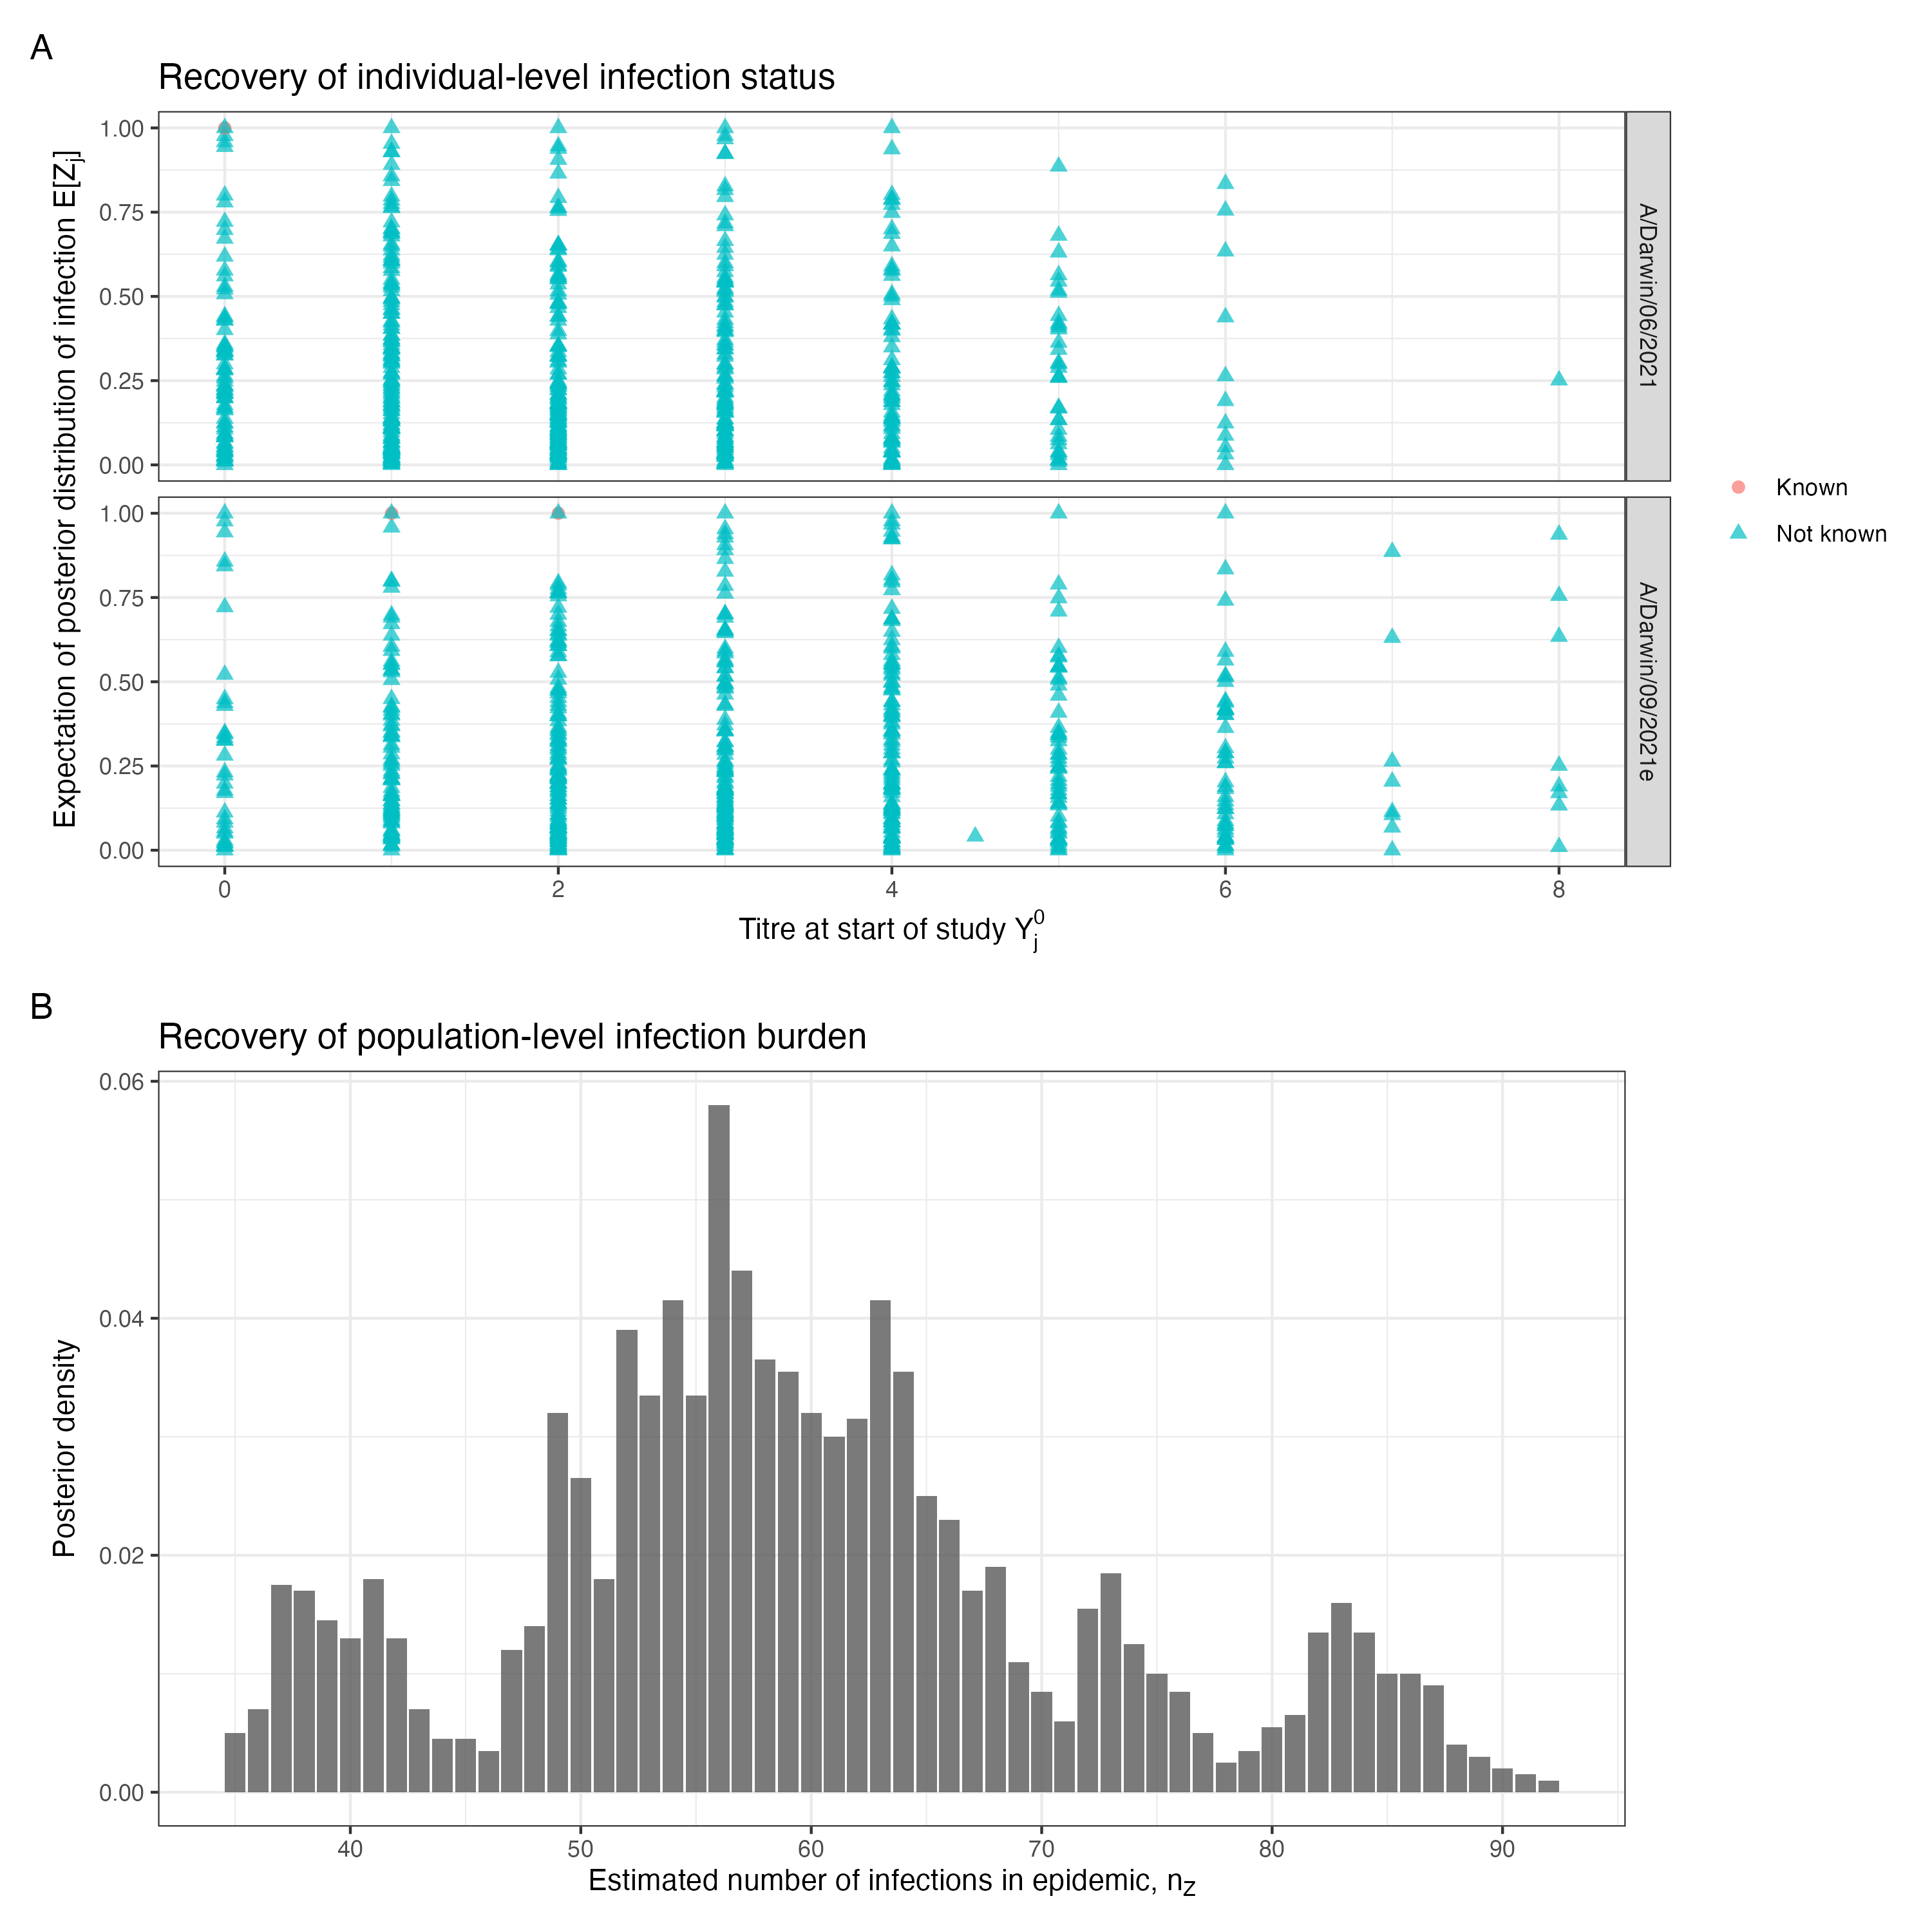 A
Recovery of individual-level infection status
Expectation of posterior distribution of infection E[Zj]
1.00
0.75
0.50
0.25
0.00
A/Darwin/06/2021
1.00
0.75
0.50
0.25
0.00
A/Darwin/09/2021e
0 2 4 6 8
Titre at start of study Y0j
Known
Not known
B
Recovery of population-level infection burden
Posterior density
0.06
0.04
0.02
0.00
40 50 60 70 80 90
Estimated number of infections in epidemic, nZ